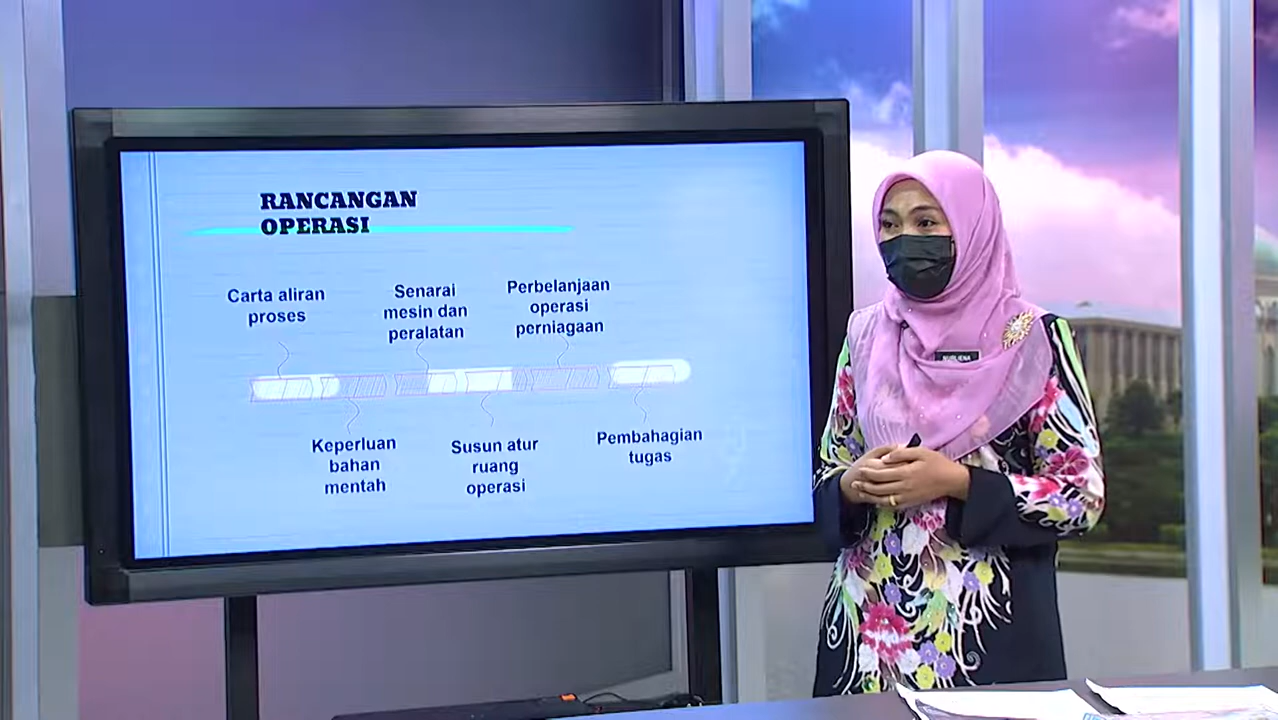 RANCANGAN
OPERASI
Carta aliran
proses
Senarai
mesin dan
peralatan
Perbelanjaan
operasi
perniagaan
Keperluan
bahan
mentah
Susun atur
ruang
operasi
Pembahagian
tugas
NURLIENA